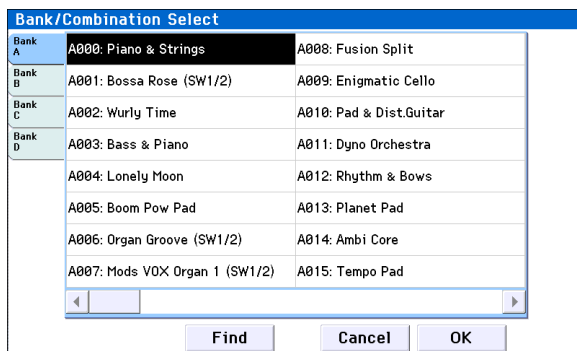 Bank/Combination Select
Bank
A
Bank
B
Bank
C
Bank
D
A000: Piano & Strings
A001: Bossa Rose (SW1/2)
A002: Wurly Time
A003: Bass & Piano
A004: Lonely Moon
A005: Boom Pow Pad
A006: Organ Groove (SW1/2)
A007: Mods VOX Organ 1 (SW1/2)
A008: Fusion Split
A009: Enigmatic Cello
A010: Pad & Dist.Guitar
A011: Dyno Orchestra
A012: Rhythm & Bows
A013: Planet Pad
A014: Ambi Core
A015: Tempo Pad
Find
Cancel
OK